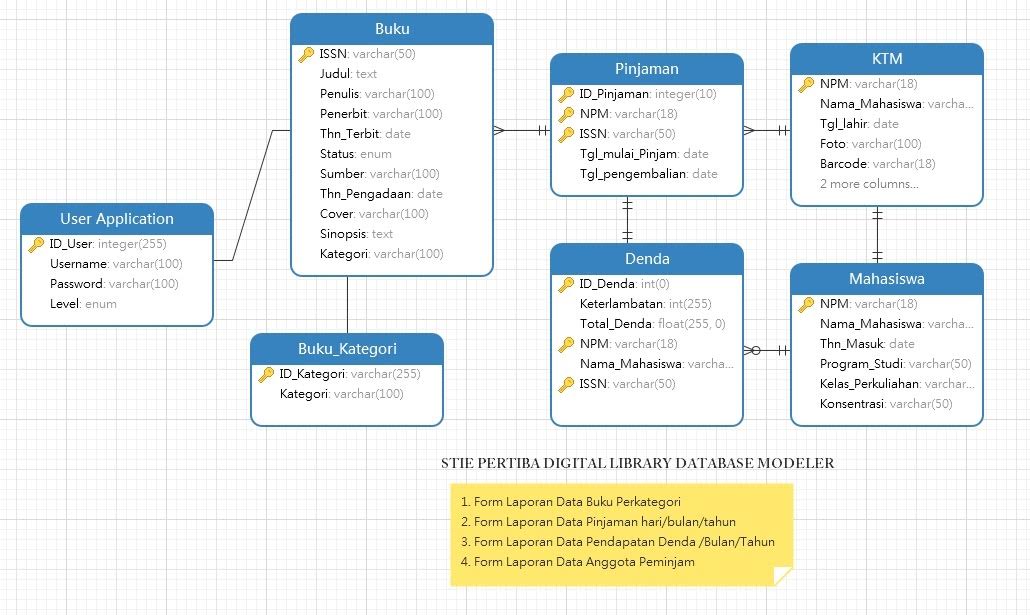 Buku
ISSN: varchar(50)
Judul: text
Penulis: varchar(100)
Penerbit: varchar(100)
Thn_Terbit: date
Status: enum
Sumber: varchar(100)
Thn_Pengadaan: date
Cover: varchar(100)
Sinopsis: text
Kategori: varchar(100)
Pinjaman
ID_Pinjaman: integer(10)
NPM: varchar(18)
ISSN: varchar(50)
Tgl_mulai_Pinjam: date
Tgl_pengembalian: date
KTM
NPM: varchar(18)
Nama_Mahasiswa: varcha...
Tgl_lahir: date
Foto: varchar(100)
Barcode: varchar(18)
2 more columns...
User Application
ID_User: integer(255)
Username: varchar(100)
Password: varchar(100)
Level: enum
Denda
ID_Denda: int(0)
Keterlambatan: int(255)
Total_Denda: float(255, 0)
NPM: varchar(18)
Nama_Mahasiswa: varcha...
ISSN: varchar(50)
Mahasiswa
NPM: varchar(18)
Nama_Mahasiswa: varcha...
Thn_Masuk: date
Program_Studi: varchar(50)
Kelas_Perkuliahan: varchar...
Konsentrasi: varchar(50)
Buku_Kategori
ID_Kategori: varchar(255)
Kategori: varchar(100)
STIE PERTIBA DIGITAL LIBRARY DATABASE MODELER
1. Form Laporan Data Buku Perkategori
2. Form Laporan Data Pinjaman hari/bulan/tahun
3. Form Laporan Data Pendapatan Denda /Bulan/Tahun
4. Form Laporan Data Anggota Peminjam